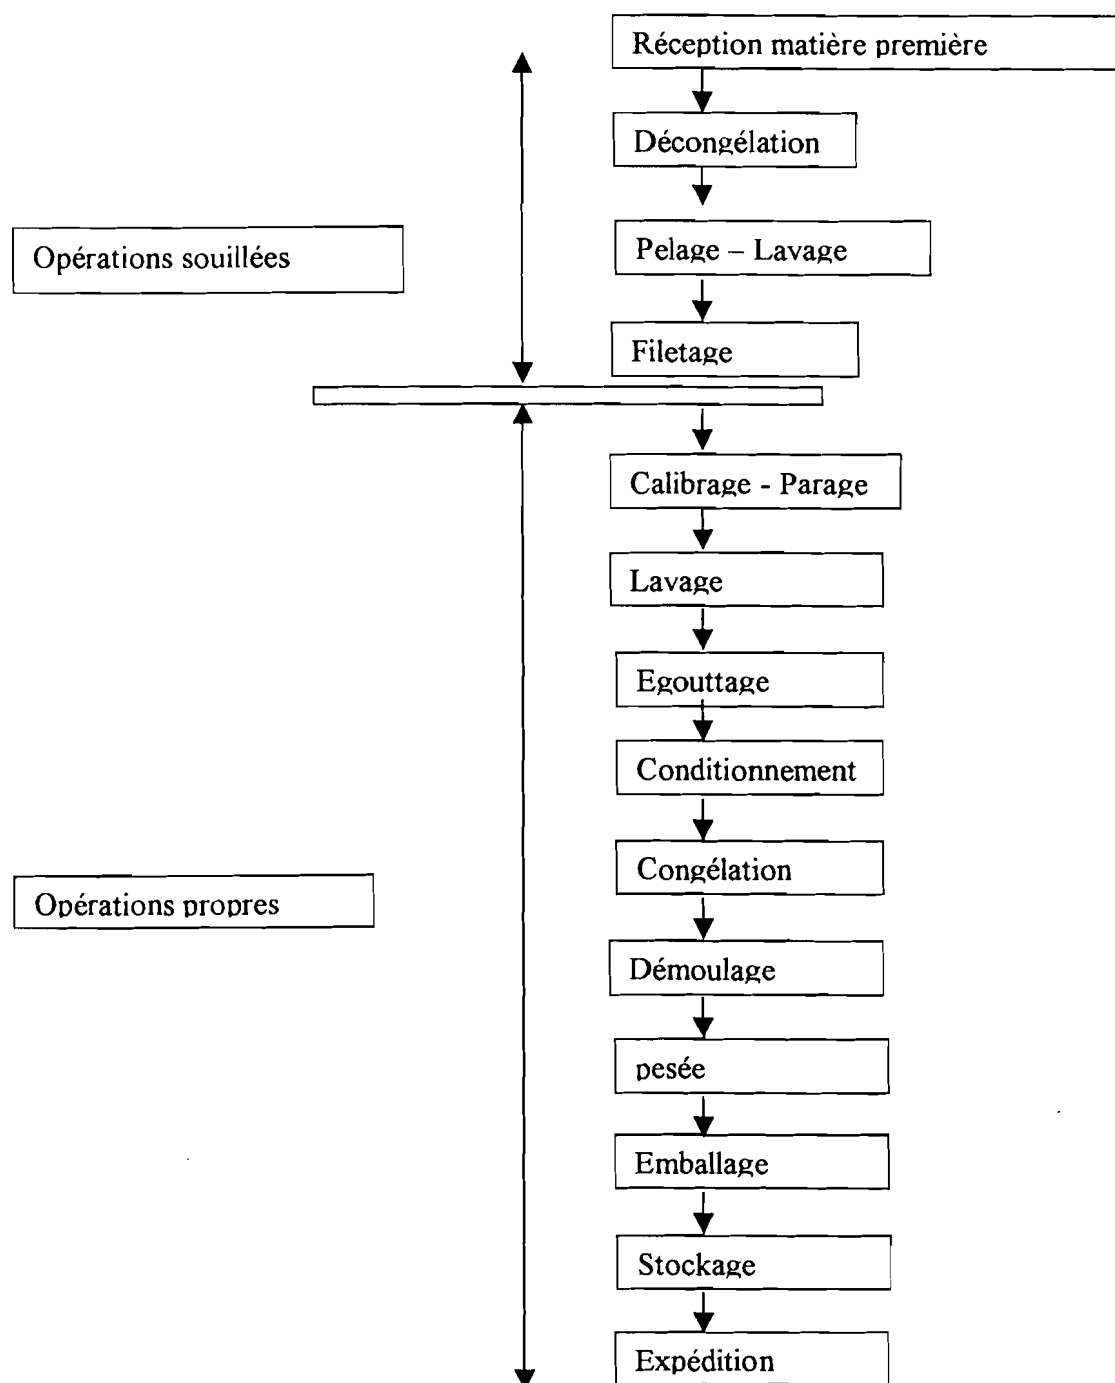 Réception matière première
Décongélation
Opérations souillées
Pelage – Lavage
Filetage
Calibrage - Parage
Lavage
Egouttage
Conditionnement
Congélation
Opérations propres
Démoulage
pesée
Emballage
Stockage
Expédition